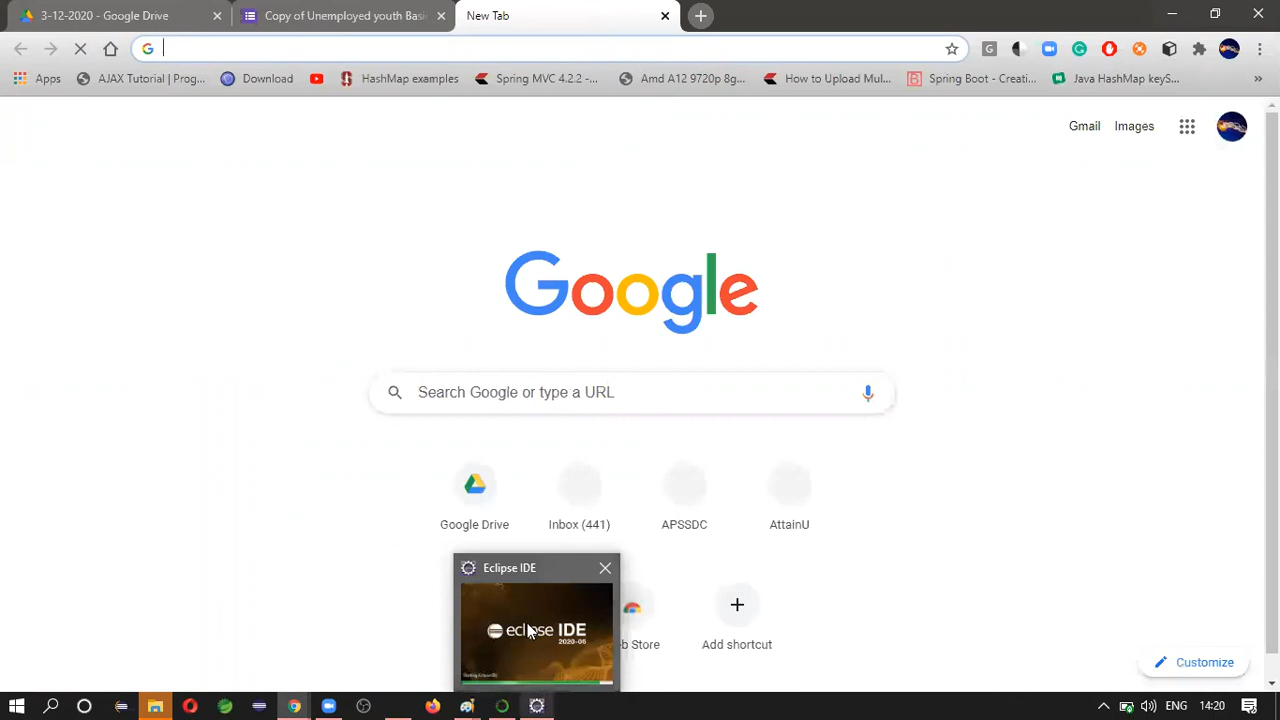 3-12-2020 - Google Drive
Copy of Unemployed youth Basi
New Tab
Apps
AJAX Tutorial | Prog...
Download
HashMap examples
Spring MVC 4.2.2 -...
Amd A12 9720p/8g...
How to Upload Mul...
Spring Boot - Creati...
Java HashMap keyS...
Gmail
Images
Google
Search Google or type a URL
Google Drive
Inbox (441)
APSSDC
AttainU
Eclipse IDE
eclipse IDE
2020-06
b Store
Add shortcut
Customize
ENG
14:20